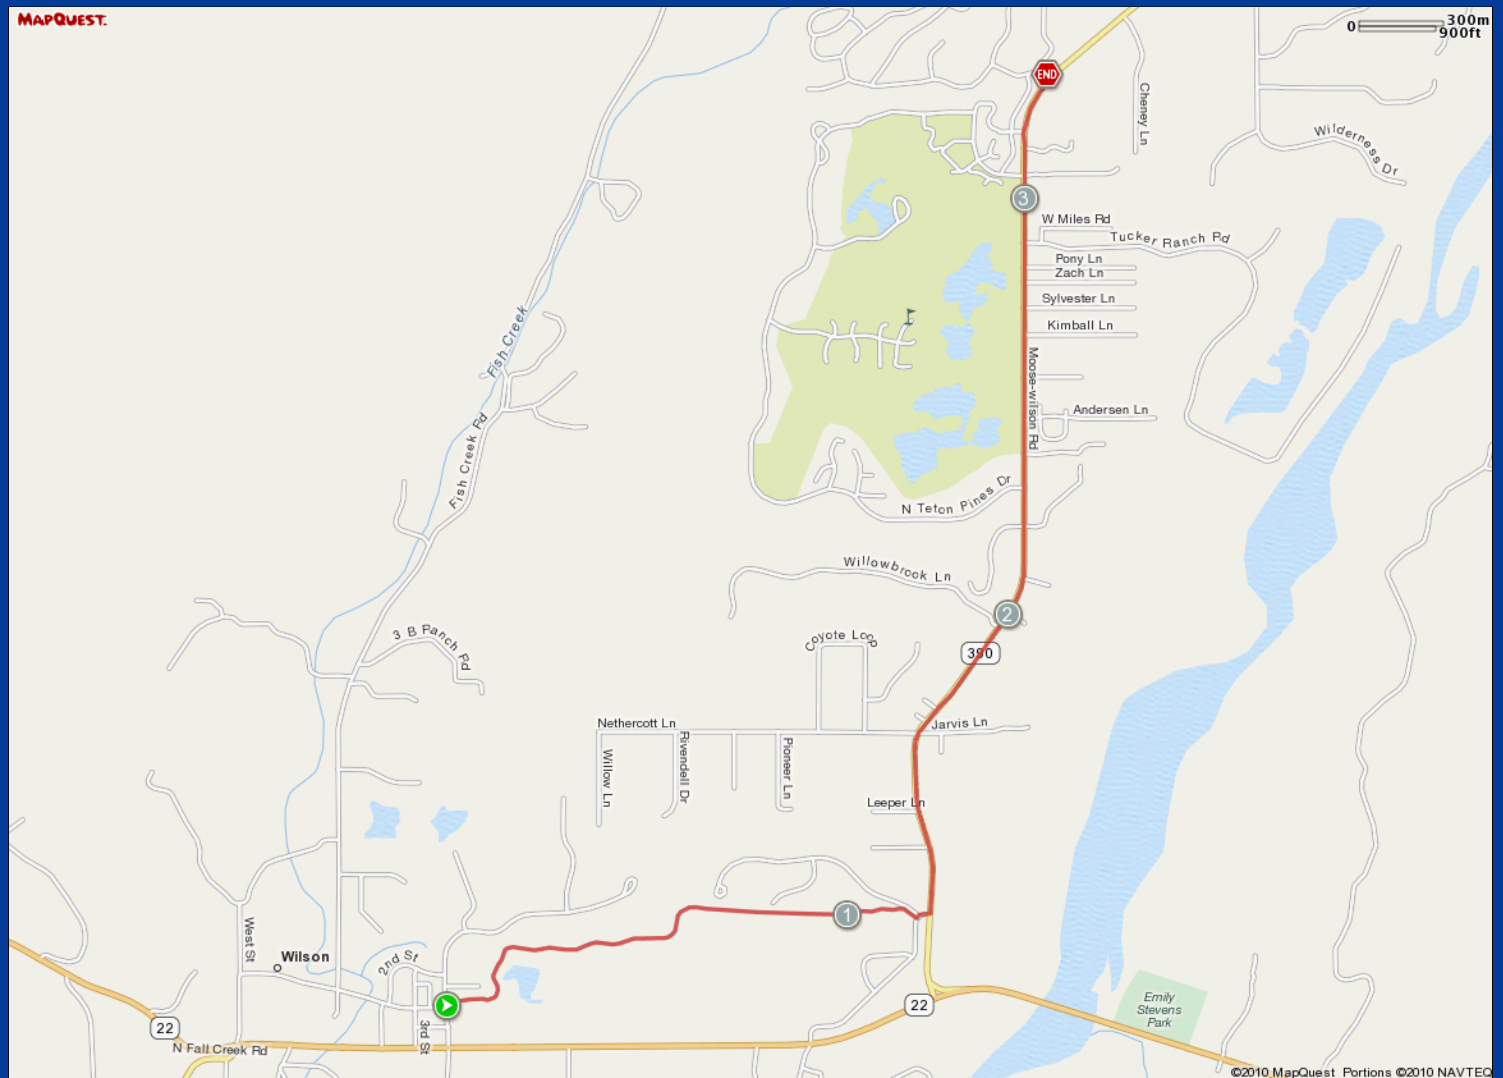 MAPQUEST.
300m
0
900ft
END
Cheney Ln
Wilderness Dr
3
W Miles Rd
Tucker Ranch Rd
Pony Ln
Zach Ln
Sylvester Ln
Kimball Ln
Fish Creek
Moose-wilson Rd
Andersen Ln
Fish Creek Rd
N Teton Pines Dr
Willowbrook Ln
2
3 B Ranch Rd
Coyote Loop
390
Nethercott Ln
Jarvis Ln
Willow Ln
Rivendell Dr
Pioneer Ln
Leeper Ln
1
West St
Wilson
2nd St
Emily
Stevens
Park
22
22
3rd St
N Fall Creek Rd
©2010 MapQuest Portions ©2010 NAVTEQ